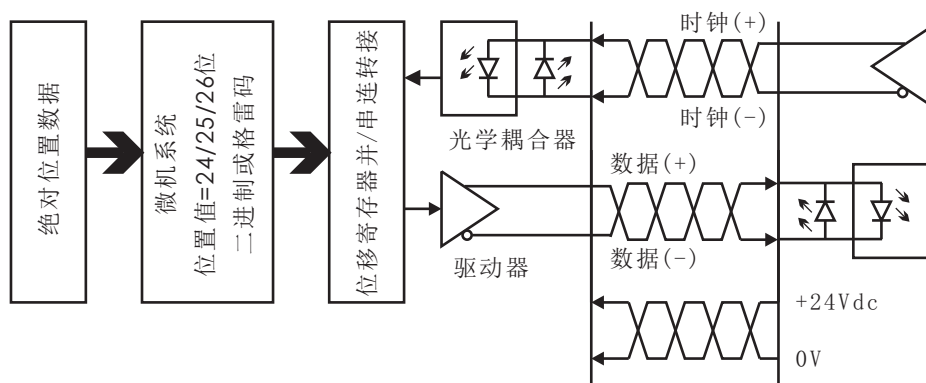 绝对位置数据
微机系统
位置值=24/25/26位
二进制或格雷码
位移寄存器并/串连转接
光学耦合器
驱动器
时钟(+)
时钟(-)
数据(+)
数据(-)
+24Vdc
0V